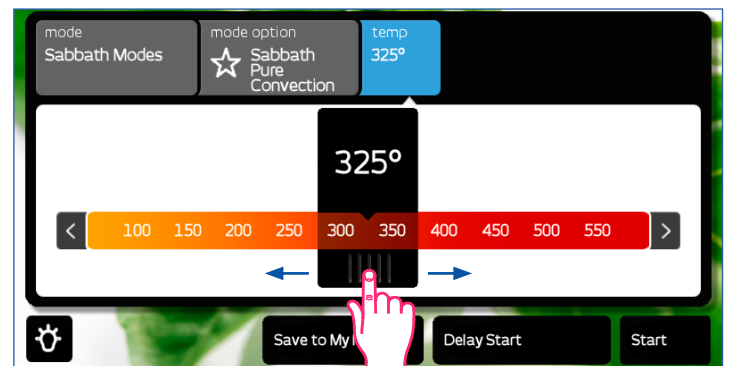 mode
Sabbath Modes
mode option
Sabbath
Pure
Convection
temp
325°
325°
< 100 150 200 250 300 350 400 450 500 550 >
Save to My
Delay Start
Start